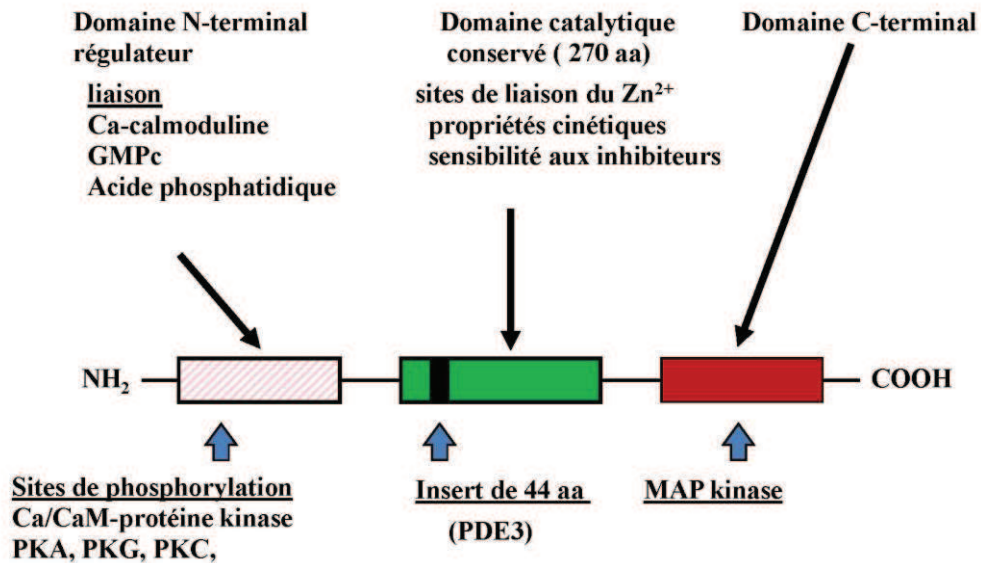 Domaine N-terminal
régulateur
liaison
Ca-calmoduline
GMPc
Acide phosphatidique
Domaine catalytique
conservé ( 270 aa)
sites de liaison du Zn²⁺
propriétés cinétiques
sensibilité aux inhibiteurs
Domaine C-terminal
NH₂
COOH
Sites de phosphorylation
Ca/CaM-protéine kinase
PKA, PKG, PKC,
Insert de 44 aa
(PDE3)
MAP kinase